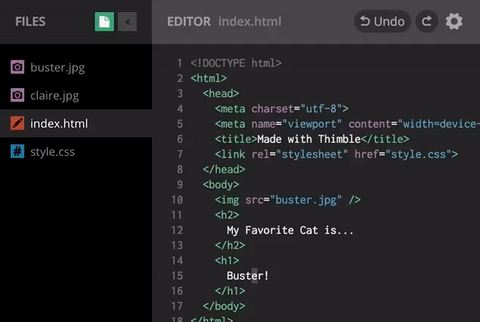 FILES
EDITOR index.html
Undo
buster.jpg
claire.jpg
index.html
style.css
1 <!DOCTYPE html>
2 <html>
3 <head>
4 <meta charset="utf-8">
5 <meta name="viewport" content="width=device-
6 <title>Made with Thimble</title>
7 <link rel="stylesheet" href="style.css">
8 </head>
9 <body>
10 <img src="buster.jpg" />
11 <h2>
12 My Favorite Cat is...
13 </h2>
14 <h1>
15 Buster!
16 </h1>
17 </body>
18 </html>